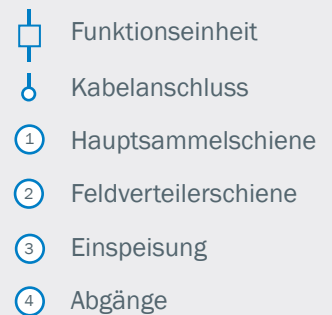 Funktionseinheit
Kabelanschluss
1 Hauptsammelschiene
2 Feldverteilerschiene
3 Einspeisung
4 Abgänge